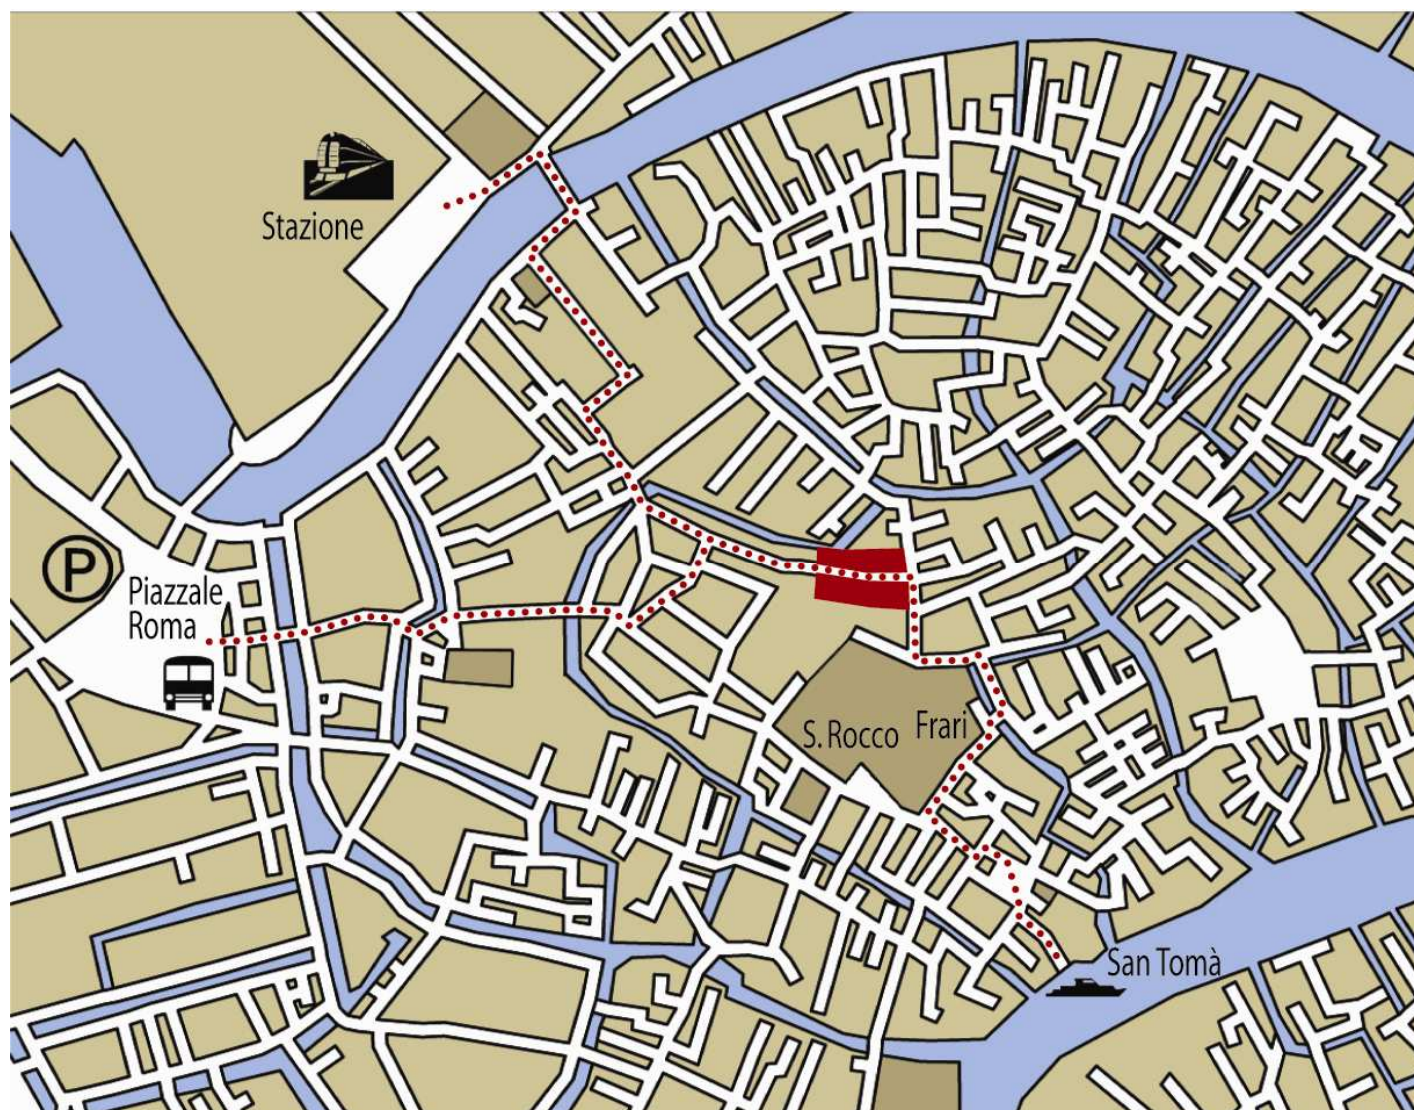 Stazione
P
Piazzale
Roma
S. Rocco
Frari
San Tomà